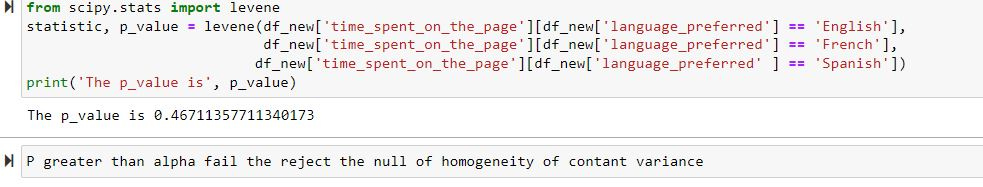 from scipy.stats import levene
statistic, p_value = levene(df_new['time_spent_on_the_page'][df_new['language_preferred'] == 'English'],
df_new['time_spent_on_the_page'][df_new['language_preferred'] == 'French'],
df_new['time_spent_on_the_page'][df_new['language_preferred' ] == 'Spanish'])
print('The p_value is', p_value)
The p_value is 0.46711357711340173
P greater than alpha fail the reject the null of homogeneity of contant variance